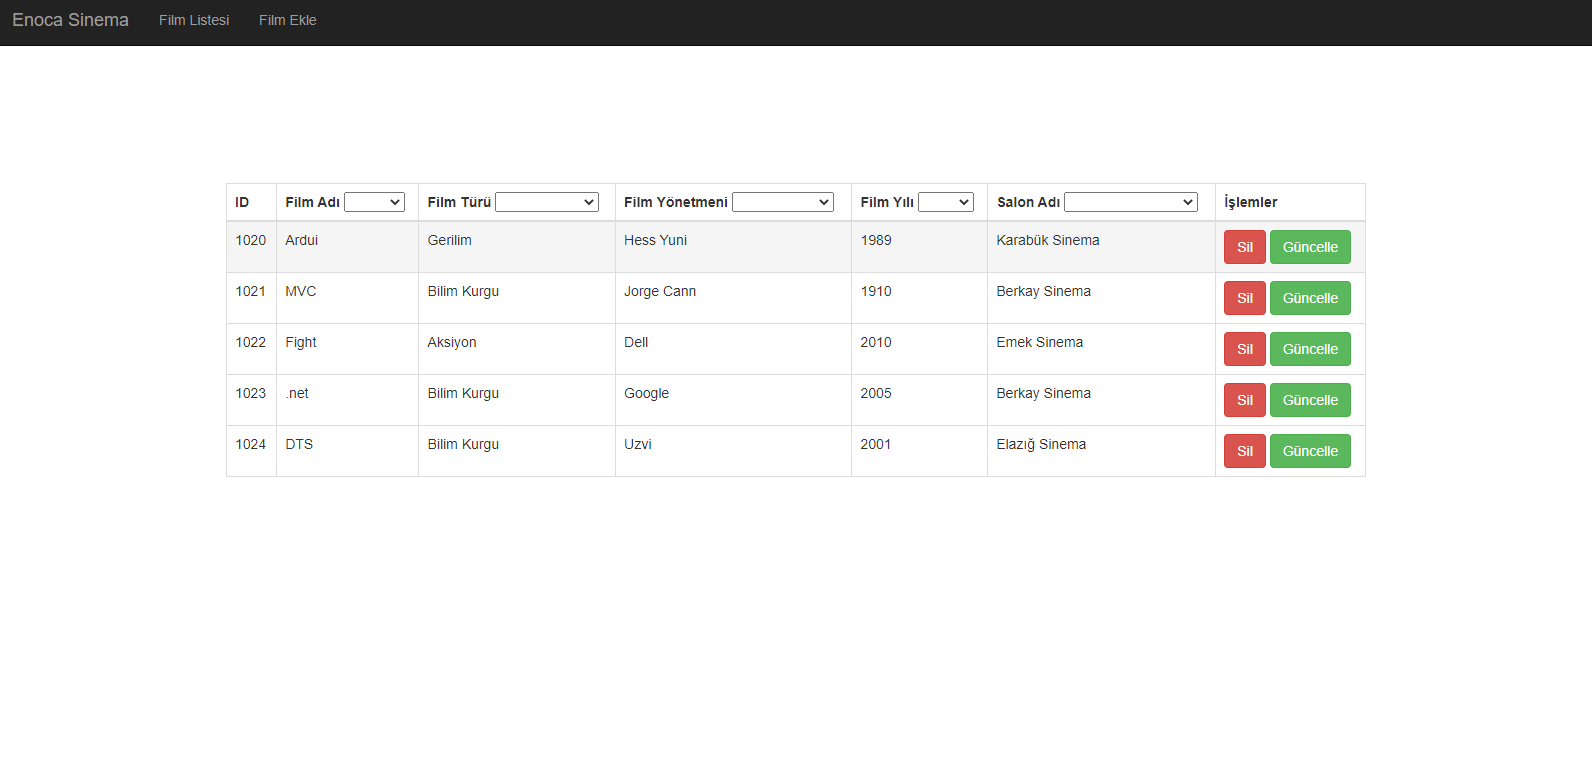 Enoca Sinema Film Listesi Film Ekle
ID Film Adı Film Türü Film Yönetmeni Film Yılı Salon Adı İşlemler
1020 Ardui Gerilim Hess Yuni 1989 Karabük Sinema Sil Güncelle
1021 MVC Bilim Kurgu Jorge Cann 1910 Berkay Sinema Sil Güncelle
1022 Fight Aksiyon Dell 2010 Emek Sinema Sil Güncelle
1023 .net Bilim Kurgu Google 2005 Berkay Sinema Sil Güncelle
1024 DTS Bilim Kurgu Uzvi 2001 Elazığ Sinema Sil Güncelle